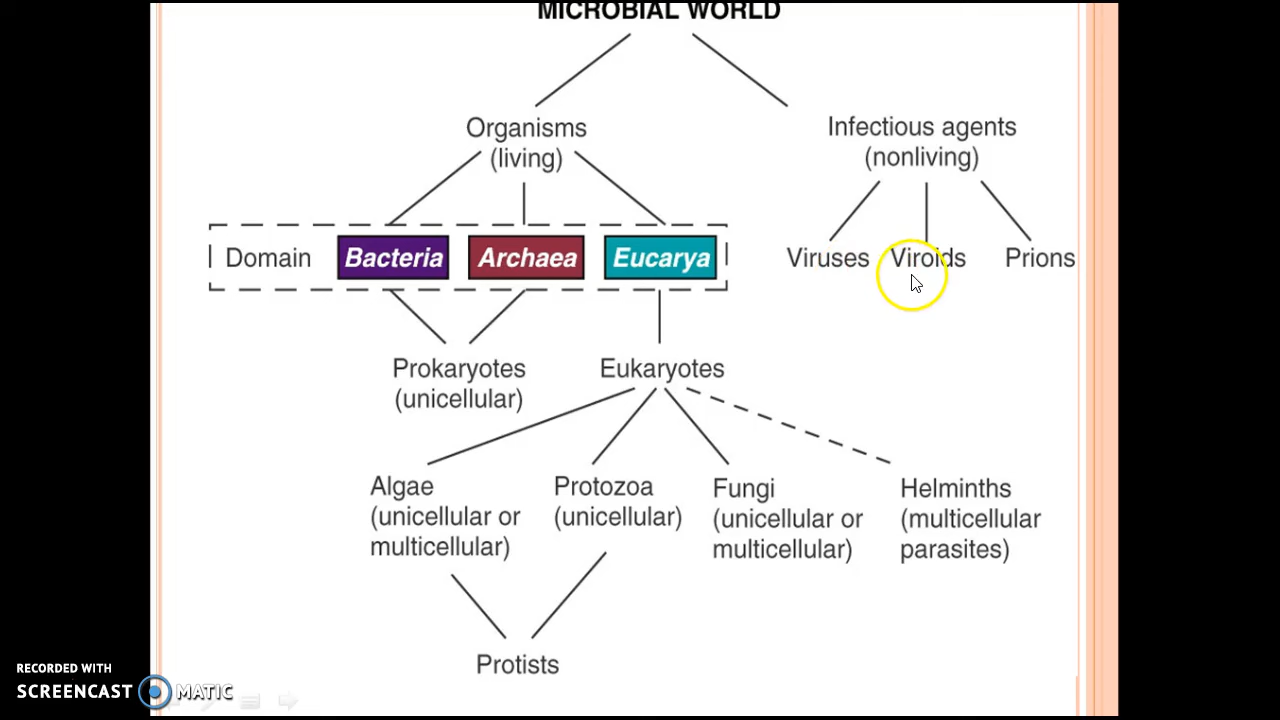 MICROBIAL WORLD
Organisms
(living)
Infectious agents
(nonliving)
Domain
Bacteria
Archaea
Eucarya
Viruses
Viroids
Prions
Prokaryotes
(unicellular)
Eukaryotes
Algae
(unicellular or
multicellular)
Protozoa
(unicellular)
Fungi
(unicellular or
multicellular)
Helminths
(multicellular
parasites)
Protists
RECORDED WITH
SCREENCAST MATIC